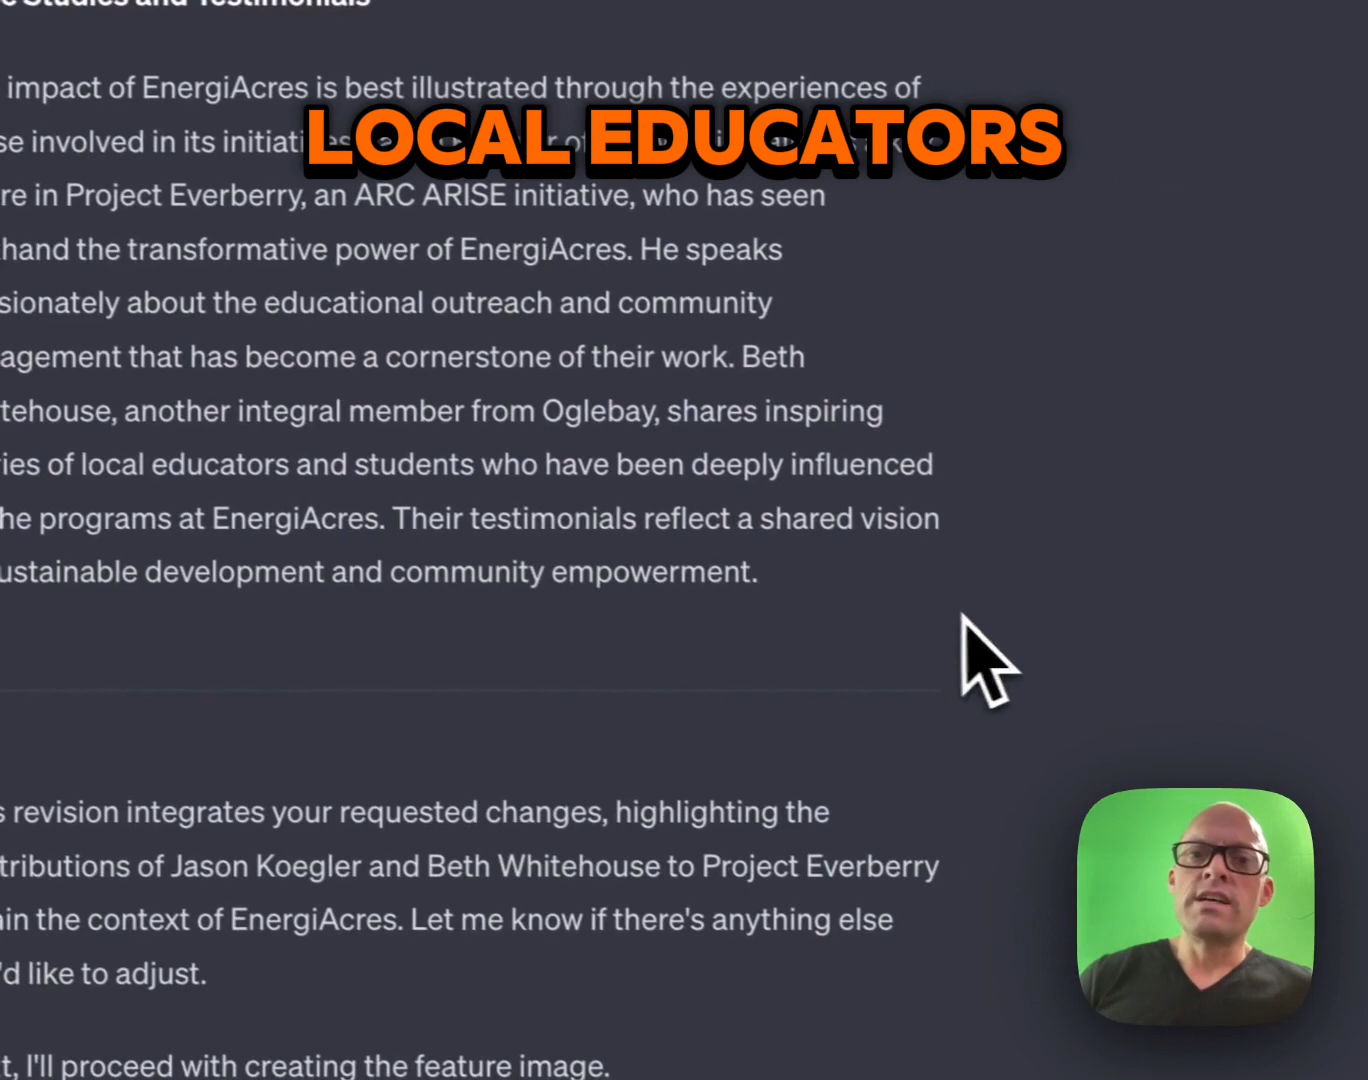 Studies and Testimonials
impact of EnergiAcres is best illustrated through the experiences of
LOCAL EDUCATORS
se involved in its
re in Project Everberry, an ARC ARISE initiative, who has seen
hand the transformative power of EnergiAcres. He speaks
sionately about the educational outreach and community
agement that has become a cornerstone of their work. Beth
tehouse, another integral member from Oglebay, shares inspiring
ies of local educators and students who have been deeply influenced
he programs at EnergiAcres. Their testimonials reflect a shared vision
ustainable development and community empowerment.
s revision integrates your requested changes, highlighting the
tributions of Jason Koegler and Beth Whitehouse to Project Everberry
in the context of EnergiAcres. Let me know if there's anything else
'd like to adjust.
t, I'll proceed with creating the feature image.